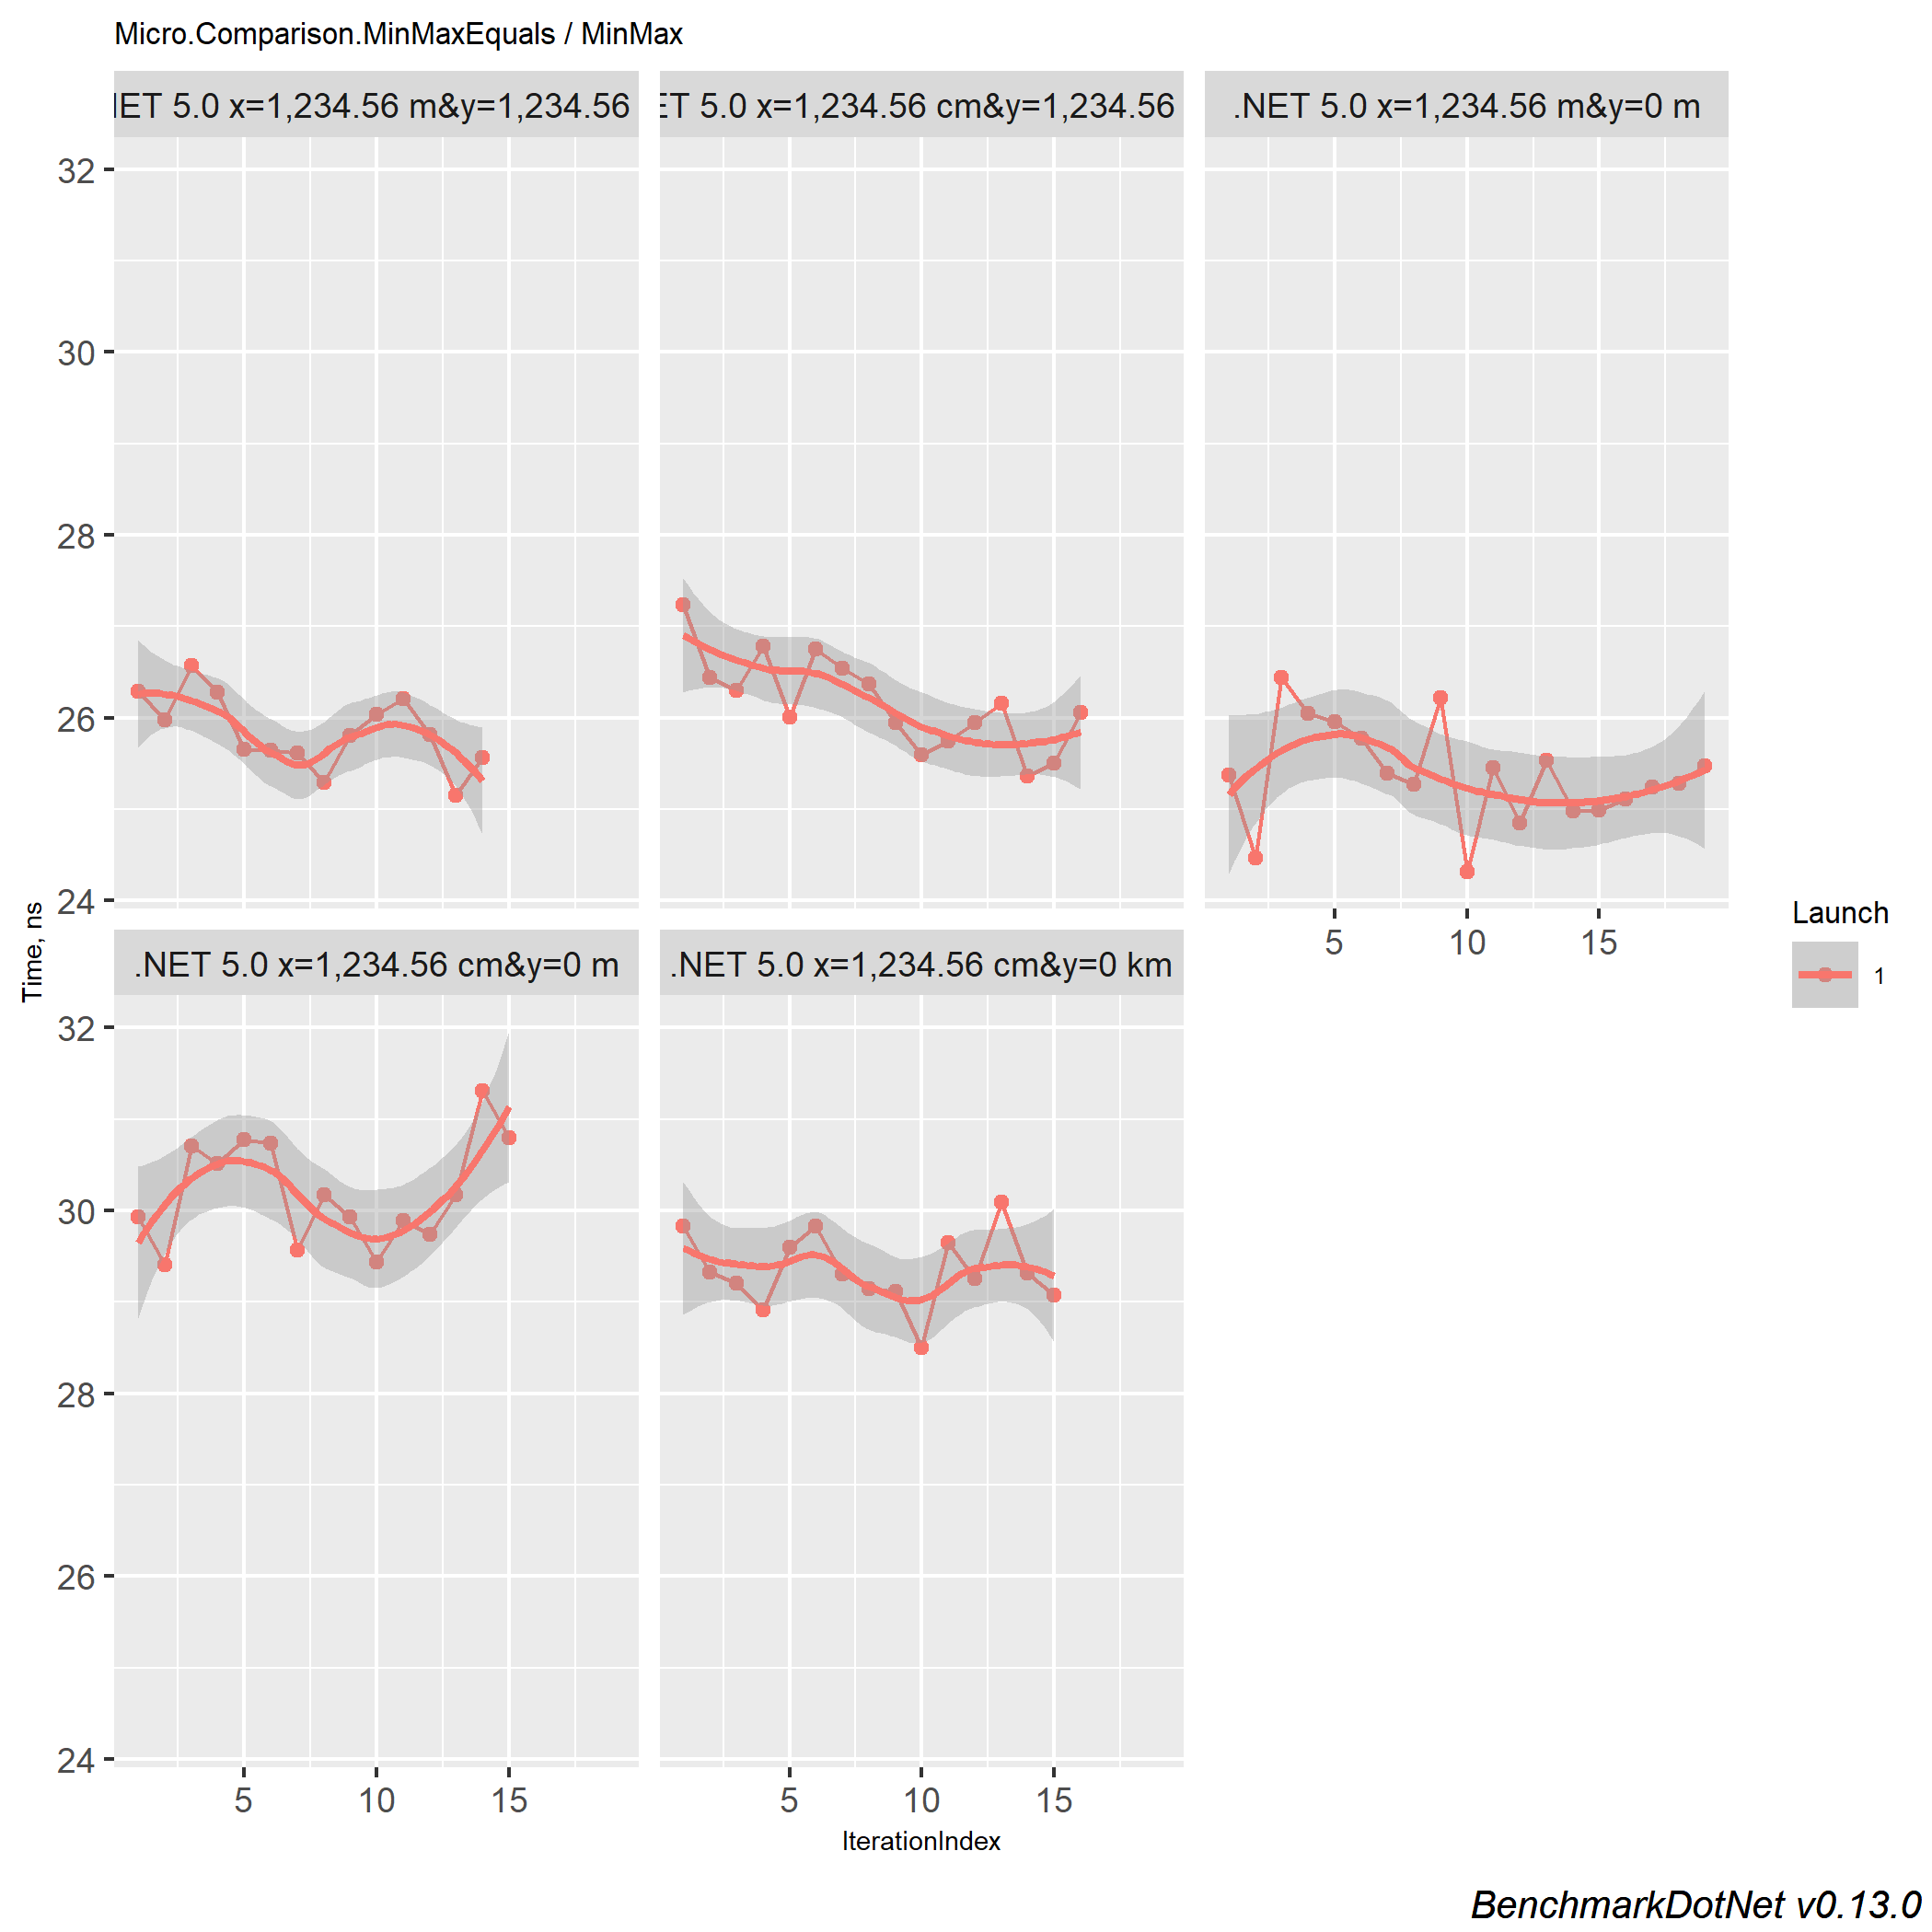 Micro.Comparison.MinMaxEquals / MinMax
5.0 x=1,234.56 m&y=1,234.56
5.0 x=1,234.56 cm&y=1,234.56
.NET 5.0 x=1,234.56 m&y=0 m
32
30
28
26
24
5 10 15
.NET 5.0 x=1,234.56 cm&y=0 m
.NET 5.0 x=1,234.56 cm&y=0 km
32
30
28
26
24
5 10 15
5 10 15
Time, ns
IterationIndex
Launch
1
BenchmarkDotNet v0.13.0